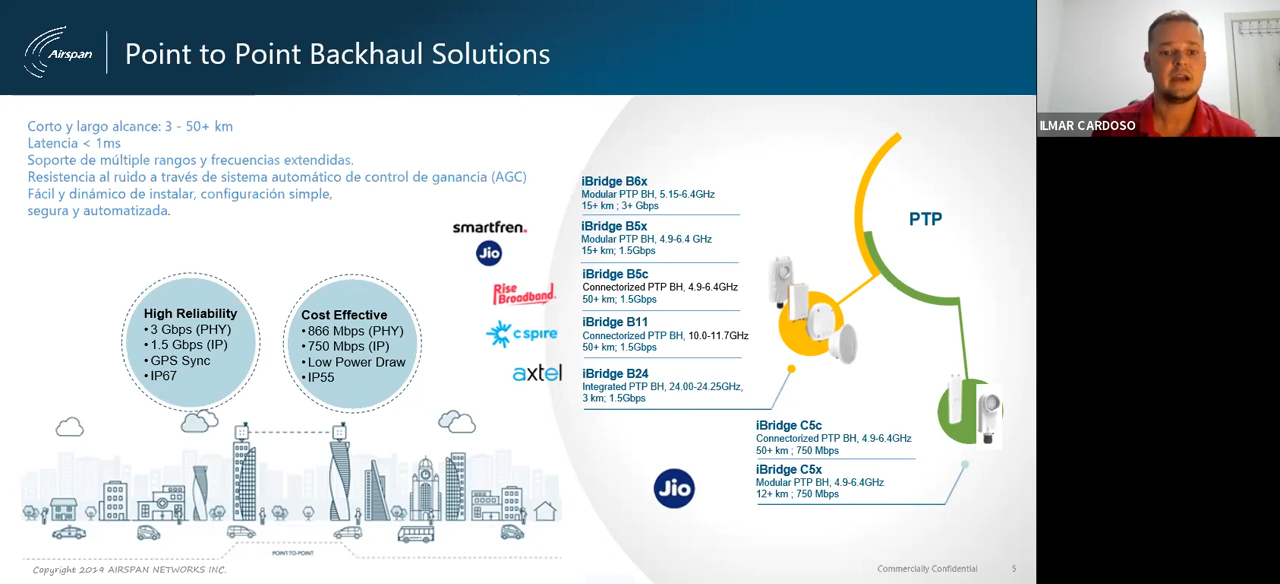 Airspan
Point to Point Backhaul Solutions
ILMAR CARDOSO
Corto y largo alcance: 3 - 50+ km
Latencia < 1ms
Soporte de múltiple rangos y frecuencias extendidas.
Resistencia al ruido a través de sistema automático de control de ganancia (AGC)
Fácil y dinámico de instalar, configuración simple,
segura y automatizada.
smartfren.
Jio
Rise
Broadband.
c spire
axtel
High Reliability
• 3 Gbps (PHY)
• 1.5 Gbps (IP)
• GPS Sync
• IP67
Cost Effective
• 866 Mbps (PHY)
• 750 Mbps (IP)
• Low Power Draw
• IP55
iBridge B6x
Modular PTP BH, 5.15-6.4GHz
15+ km ; 3+ Gbps
iBridge B5x
Modular PTP BH, 4.9-6.4 GHz
15+ km; 1.5Gbps
iBridge B5c
Connectorized PTP BH, 4.9-6.4GHz
50+ km; 1.5Gbps
iBridge B11
Connectorized PTP BH, 10.0-11.7GHz
50+ km; 1.5Gbps
iBridge B24
Integrated PTP BH, 24.00-24.25GHz,
3 km; 1.5Gbps
PTP
iBridge C5c
Connectorized PTP BH, 4.9-6.4GHz
50+ km ; 750 Mbps
iBridge C5x
Modular PTP BH, 4.9-6.4GHz
12+ km ; 750 Mbps
Jio
POINT-TO-POINT
Copyright 2019 AIRSPAN NETWORKS INC.
Commercially Confidential
5